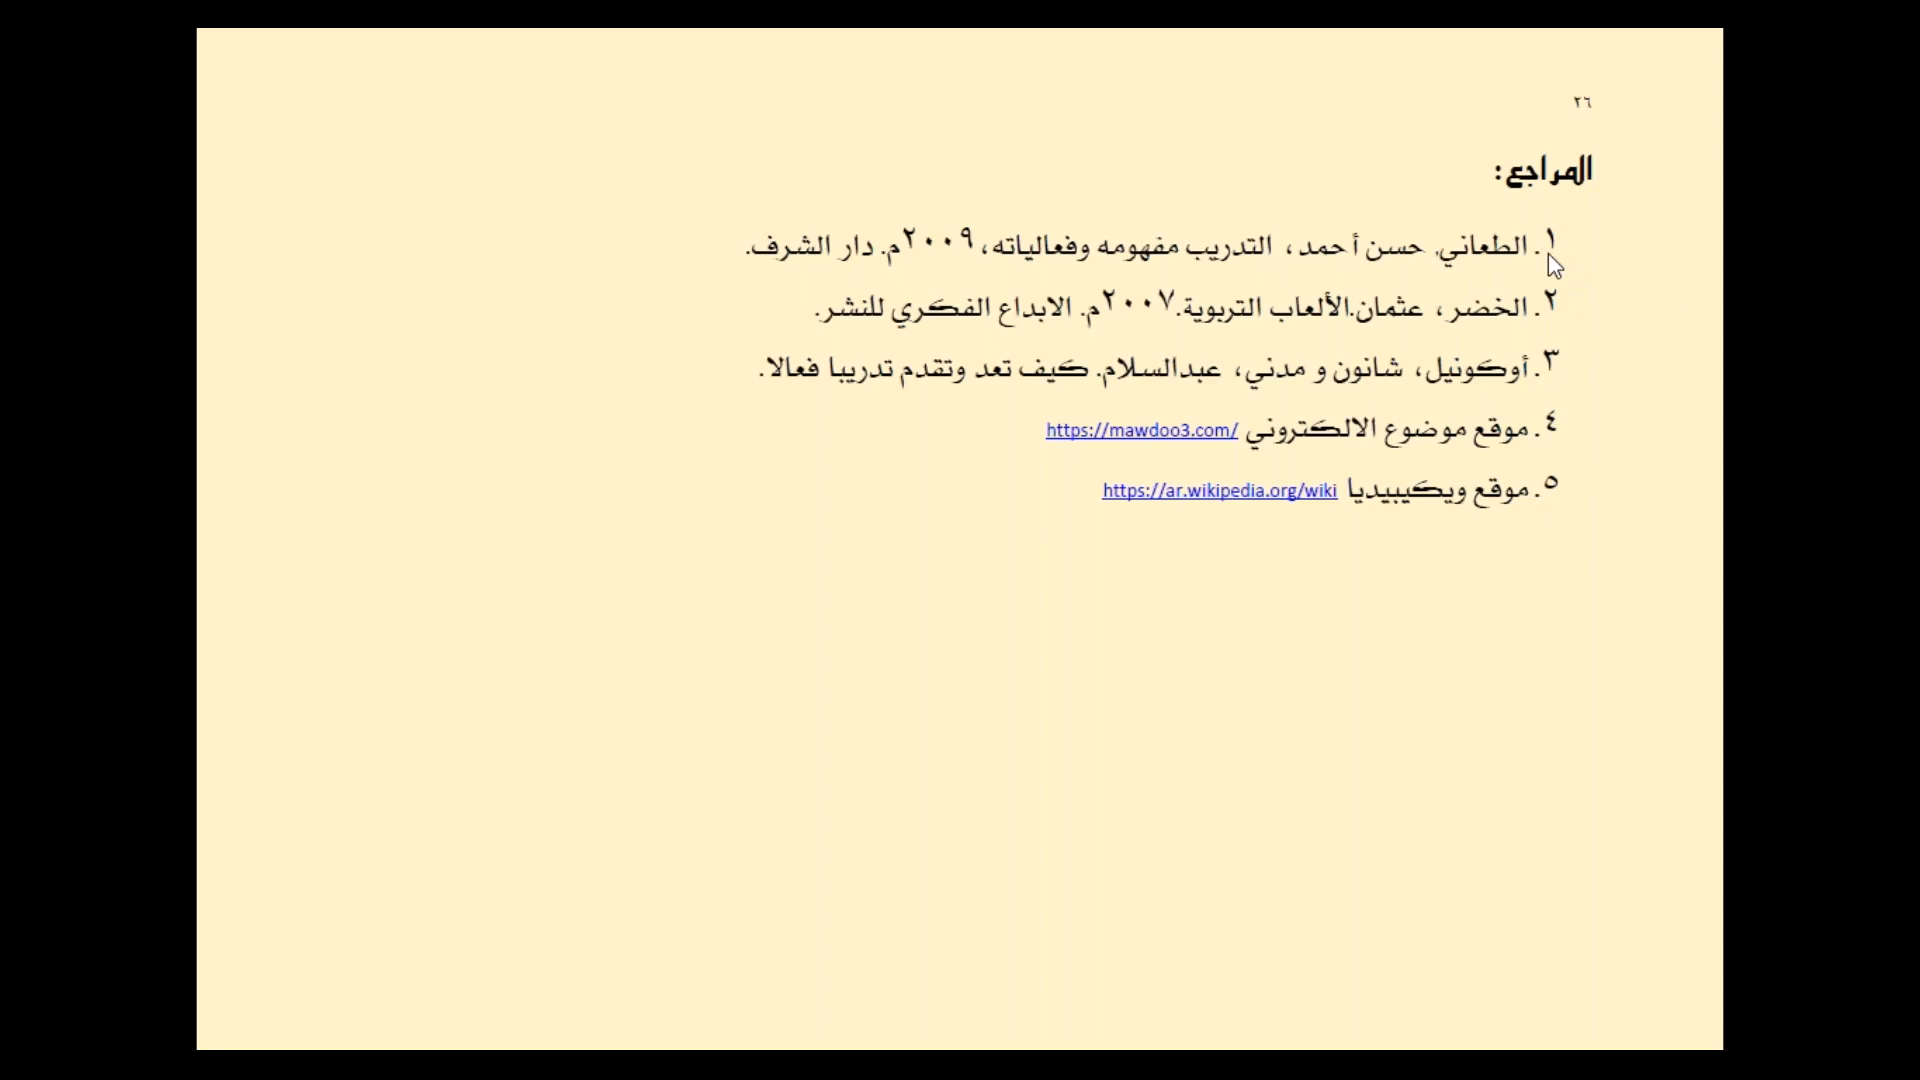 ٢٦
المراجع:
١. الطعاني, حسن أحمد، التدريب مفهومه وفعالياته، ٢٠٠٩م. دار الشرف.
٢. الخضر، عثمان.الألعاب التربوية.٢٠٠٧م. الابداع الفكري للنشر.
٣. أوكونيل، شانون و مدني، عبدالسلام. كيف تعد وتقدم تدريبا فعالا.
٤. موقع موضوع الالكتروني https://mawdoo3.com/
٥. موقع ويكيبيديا https://ar.wikipedia.org/wiki